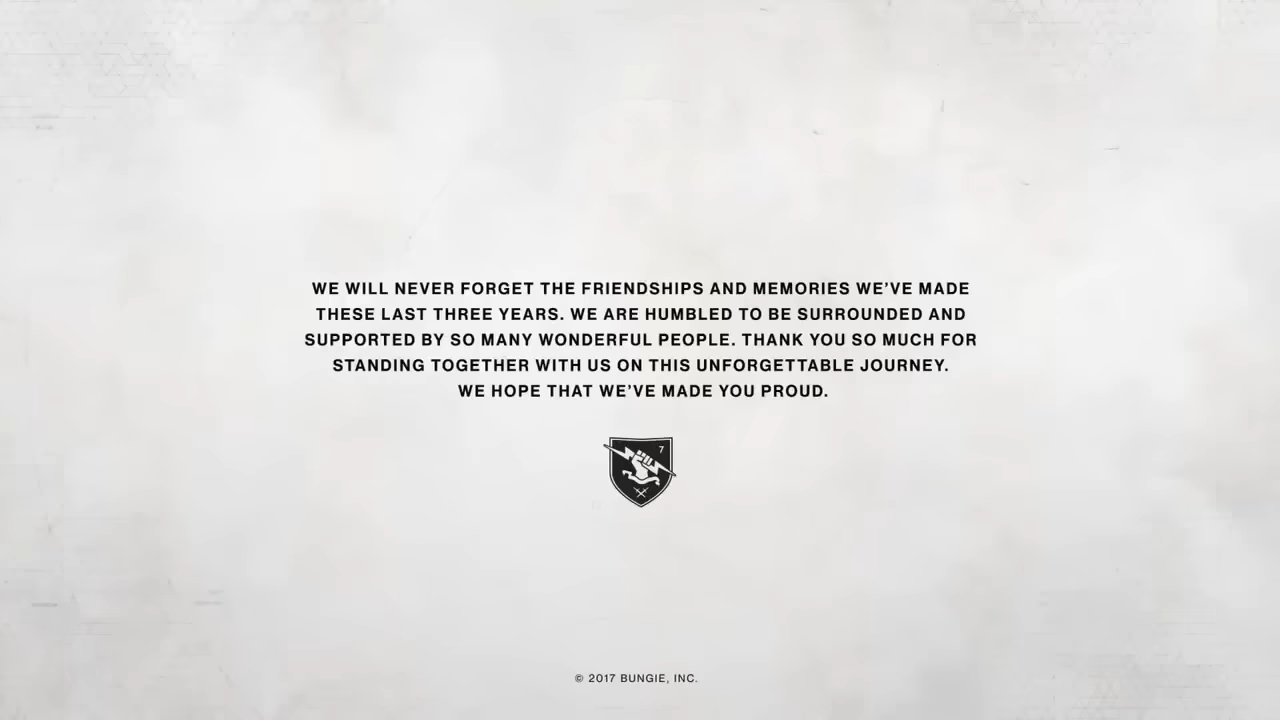 WE WILL NEVER FORGET THE FRIENDSHIPS AND MEMORIES WE’VE MADE
THESE LAST THREE YEARS. WE ARE HUMBLED TO BE SURROUNDED AND
SUPPORTED BY SO MANY WONDERFUL PEOPLE. THANK YOU SO MUCH FOR
STANDING TOGETHER WITH US ON THIS UNFORGETTABLE JOURNEY.
WE HOPE THAT WE’VE MADE YOU PROUD.
7
© 2017 BUNGIE, INC.